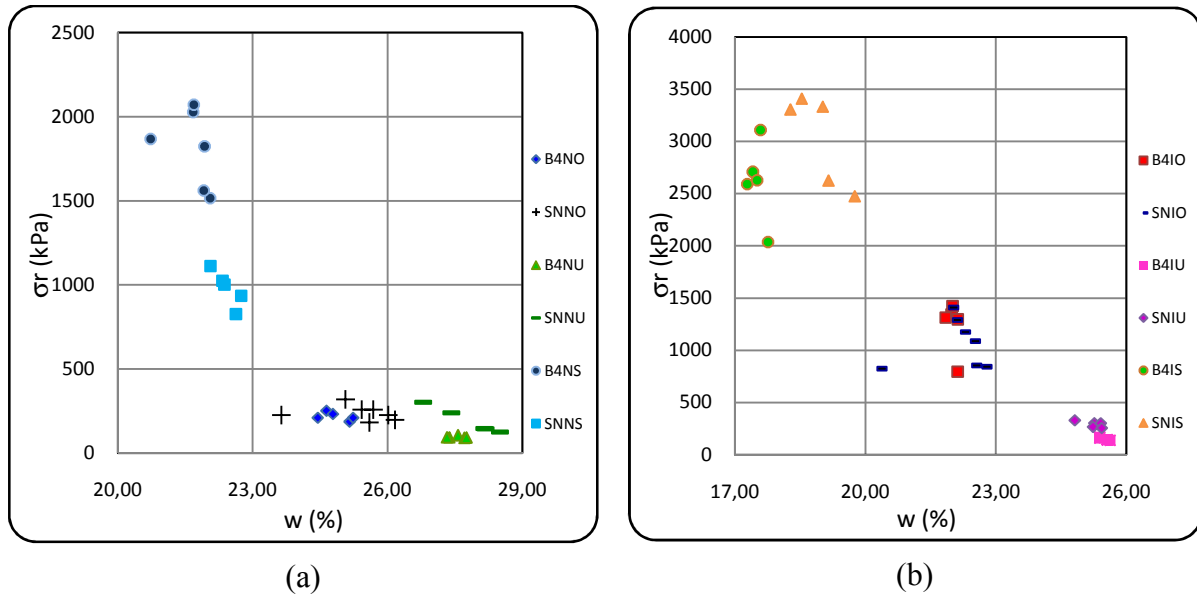 2500
2000
1500
1000
500
0
σr (kPa)
20,00 23,00 26,00 29,00
w (%)
B4NO
SNNO
B4NU
SNNU
B4NS
SNNS
(a)
4000
3500
3000
2500
2000
1500
1000
500
0
σr (kPa)
17,00 20,00 23,00 26,00
w (%)
B4IO
SNIO
B4IU
SNIU
B4IS
SNIS
(b)